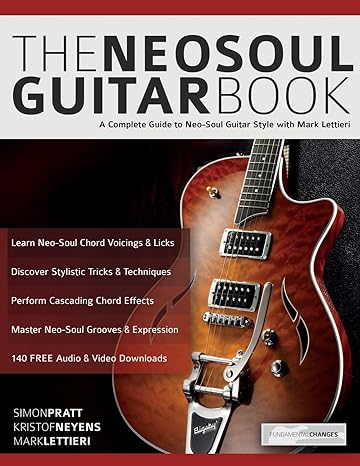 THE NEOSOUL
GUITAR BOOK
A Complete Guide to Neo-Soul Guitar Style with Mark Lettieri
Learn Neo-Soul Chord Voicings & Licks
Discover Stylistic Tricks & Techniques
Perform Cascading Chord Effects
Master Neo-Soul Grooves & Expression
140 FREE Audio & Video Downloads
SIMON PRATT
KRISTOF NEYENS
MARK LETTIERI
Bigsby
FUNDAMENTAL CHANGES